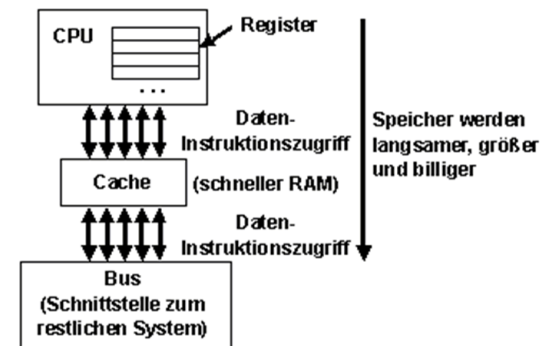 CPU
Register
...
Daten-
Instruktionszugriff
Speicher werden
langsamer, größer
und billiger
Cache
(schneller RAM)
Daten-
Instruktionszugriff
Bus
(Schnittstelle zum
restlichen System)